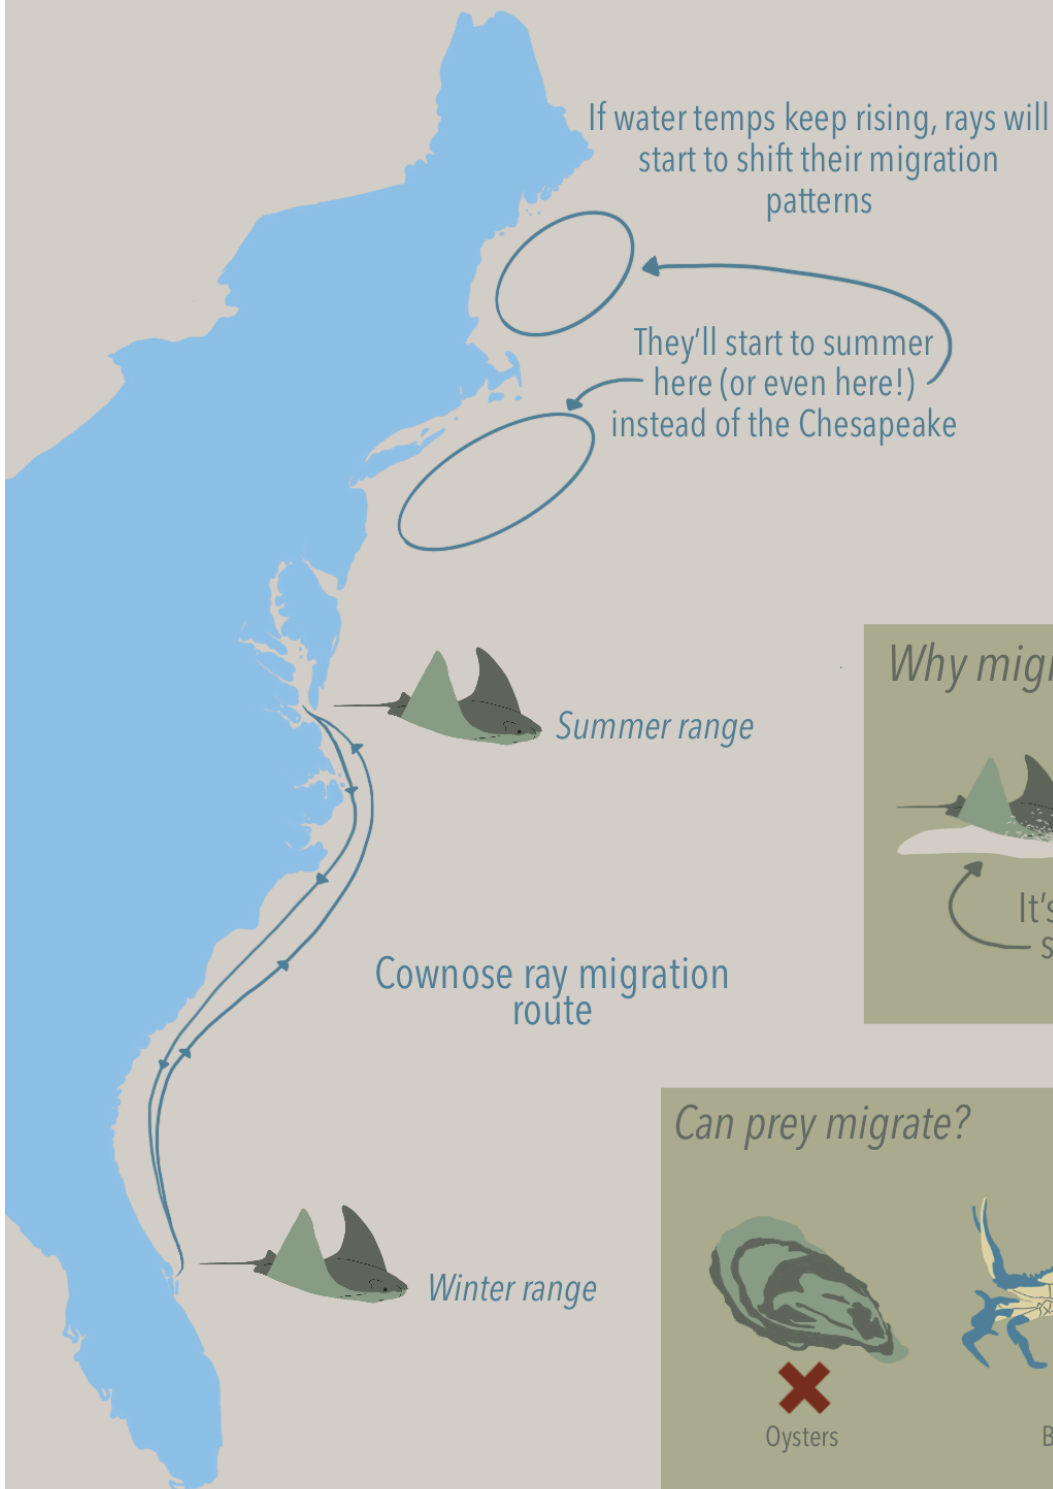 If water temps keep rising, rays will
start to shift their migration
patterns
They'll start to summer
here (or even here!)
instead of the Chesapeake
Summer range
Why
It's
Cownose ray migration
route
Can prey migrate?
Winter range
Oysters